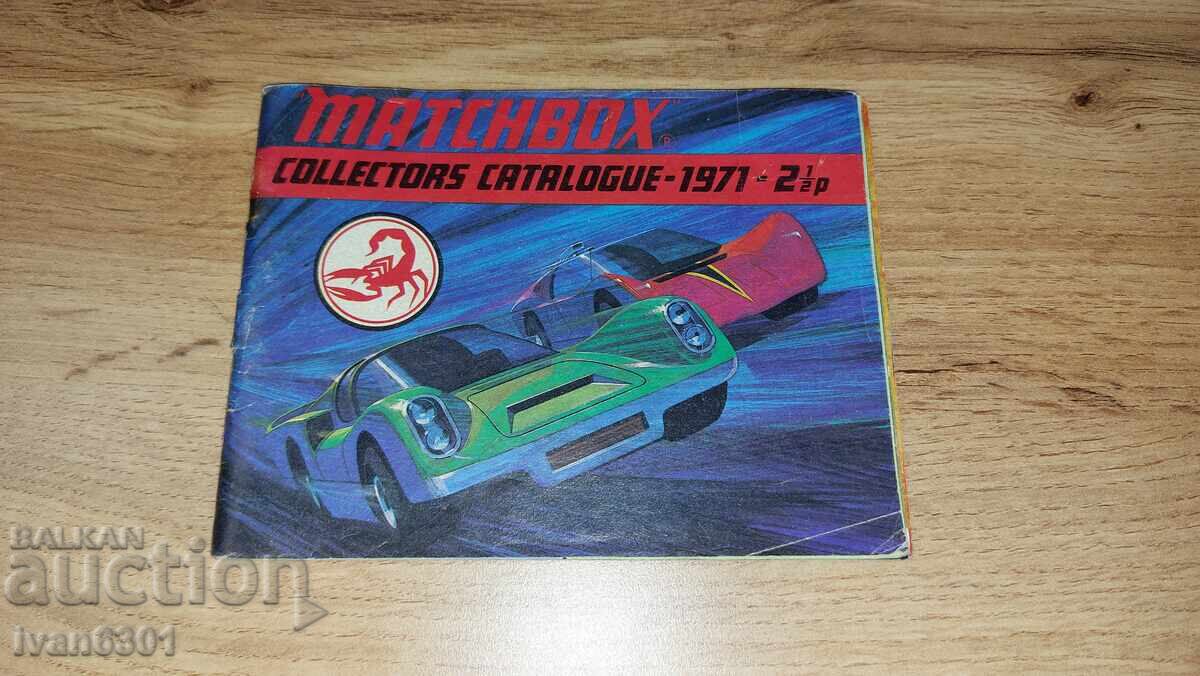 "MATCHBOX"®
COLLECTORS CATALOGUE-1971-2½p
BALKAN
auction
ivan6301